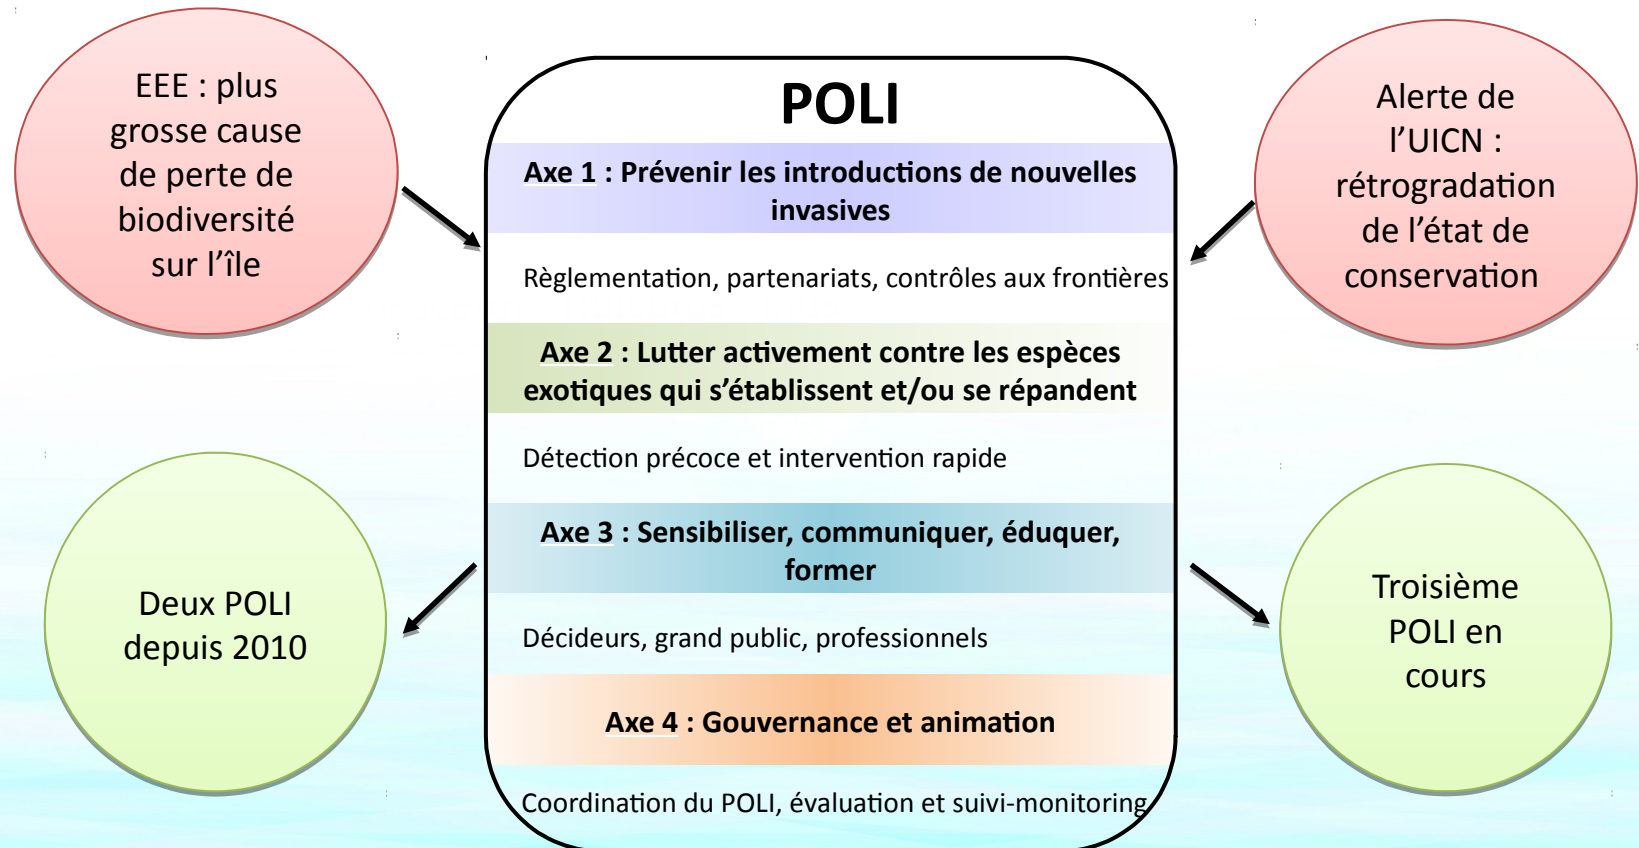 EEE : plus
grosse cause
de perte de
biodiversité
sur l’île
POLI
Axe 1 : Prévenir les introductions de nouvelles
invasives
Règlementation, partenariats, contrôles aux frontières
Axe 2 : Lutter activement contre les espèces
exotiques qui s’établissent et/ou se répandent
Détection précoce et intervention rapide
Axe 3 : Sensibiliser, communiquer, éduquer,
former
Décideurs, grand public, professionnels
Axe 4 : Gouvernance et animation
Coordination du POLI, évaluation et suivi-monitoring
Alerte de
l’UICN :
rétrogradation
de l’état de
conservation
Deux POLI
depuis 2010
Troisième
POLI en
cours